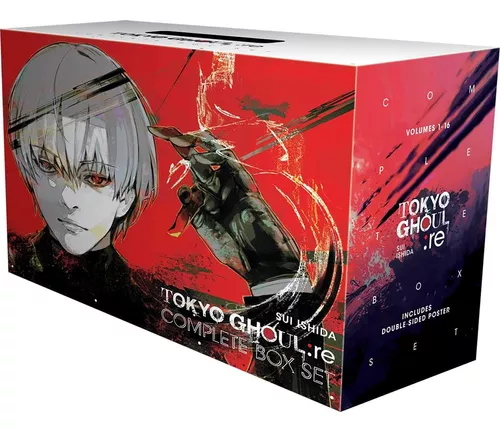 SUI ISHIDA
TOKYO GHOUL:re
COMPLETE BOX SET
COM
PLE
TE
BOX
SET
VOLUMES 1-16
TOKYO
GHOUL
:re
SUI
ISHIDA
INCLUDES
DOUBLE-SIDED POSTER